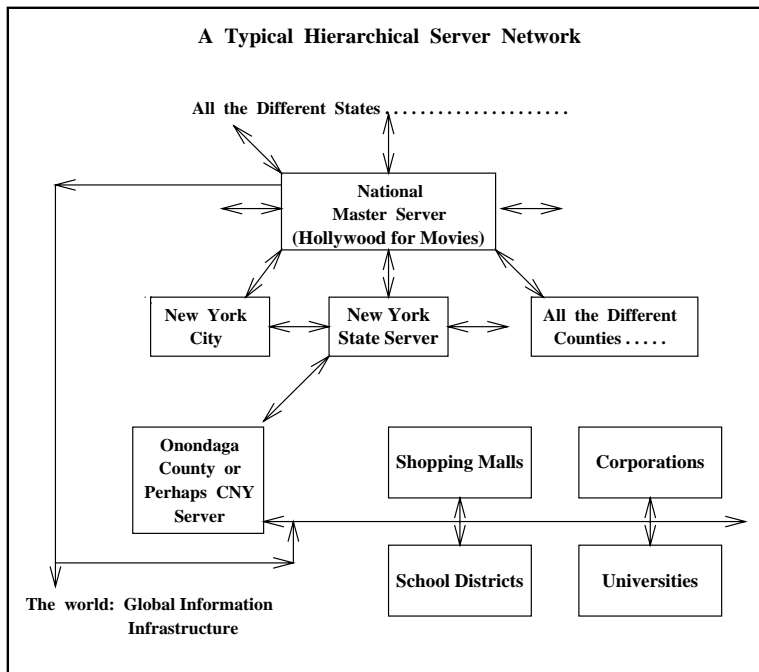 A Typical Hierarchical Server Network
All the Different States . . . . . . . . . . . . . . . . . . . . .
National
Master Server
(Hollywood for Movies)
New York
City
New York
State Server
All the Different
Counties . . . . .
Onondaga
County or
Perhaps CNY
Server
Shopping Malls
Corporations
School Districts
Universities
The world: Global Information
Infrastructure